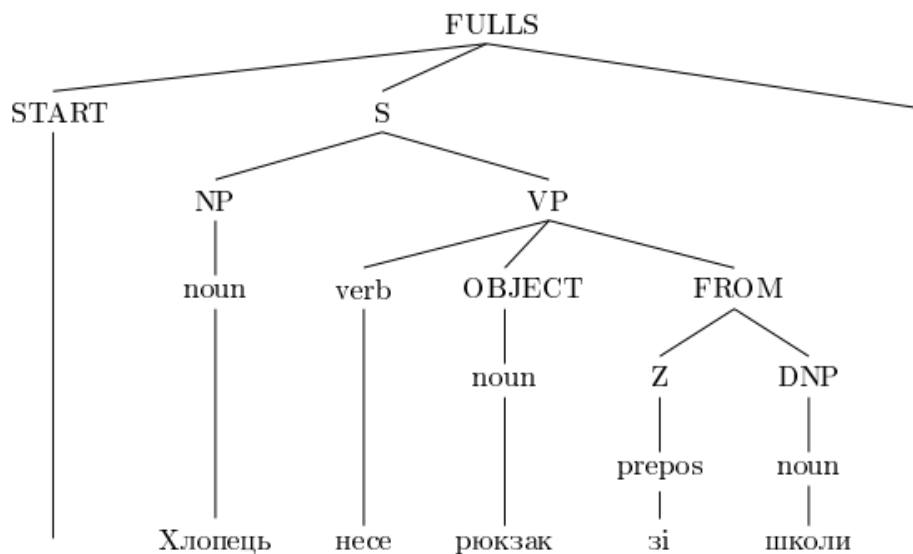 FULLS
START S
NP VP
noun verb OBJECT FROM
noun Z DNP
prepos noun
Хлопець несе рюкзак зі школи